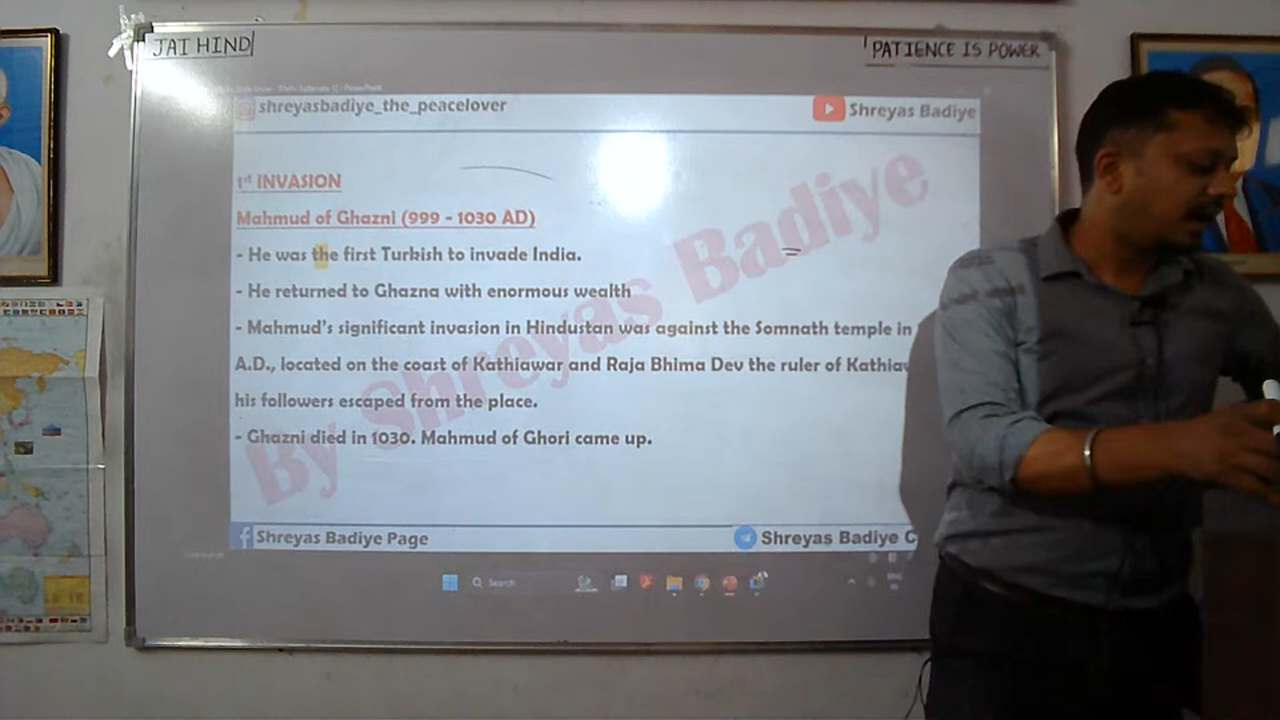 JAI HIND
PATIENCE IS POWER
shreyasbadiye_the_peacelover
Shreyas Badiye
1st INVASION
Mahmud of Ghazni (999 - 1030 AD)
- He was the first Turkish to invade India.
- He returned to Ghazna with enormous wealth
- Mahmud's significant invasion in Hindustan was against the Somnath temple in
A.D., located on the coast of Kathiawar and Raja Bhima Dev the ruler of Kathiaw
his followers escaped from the place.
- Ghazni died in 1030. Mahmud of Ghori came up.
By Shreyas Badiye
Shreyas Badiye Page
Shreyas Badiye C
Search